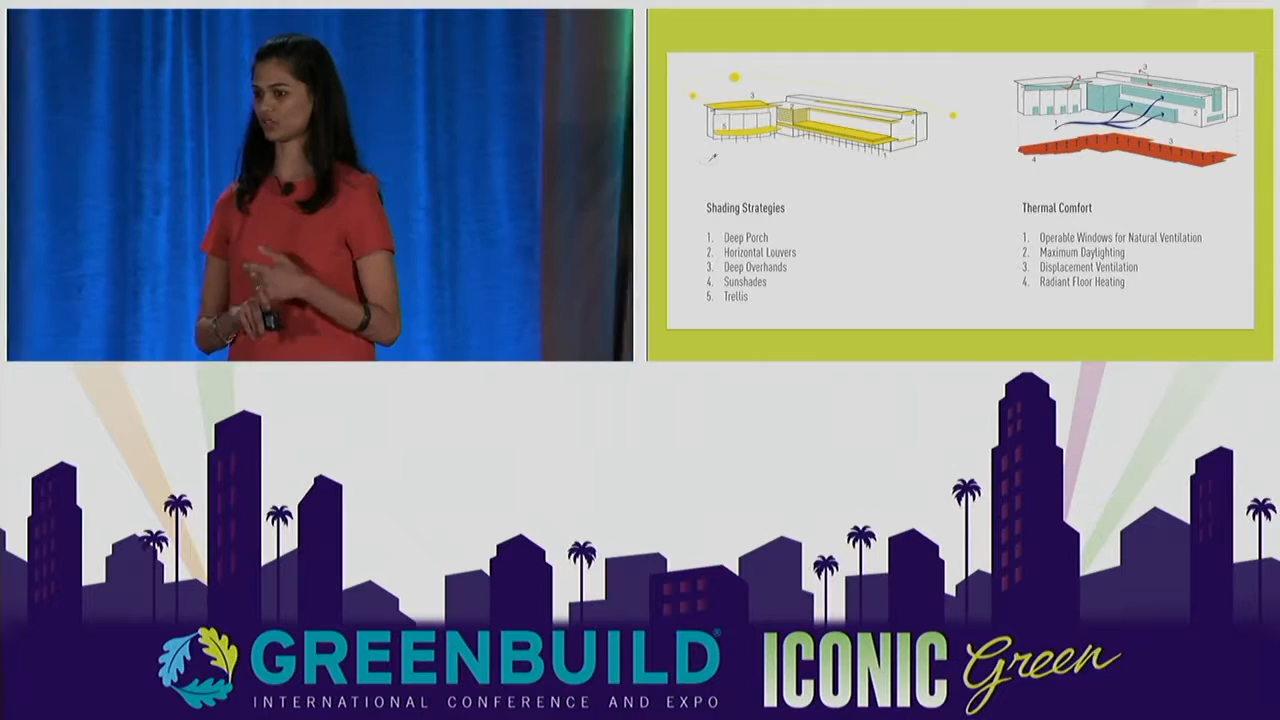 Shading Strategies
1. Deep Porch
2. Horizontal Louvers
3. Deep Overhands
4. Sunshades
5. Trellis
Thermal Comfort
1. Operable Windows for Natural Ventilation
2. Maximum Daylighting
3. Displacement Ventilation
4. Radiant Floor Heating
GREENBUILD®
INTERNATIONAL CONFERENCE AND EXPO
ICONIC Green